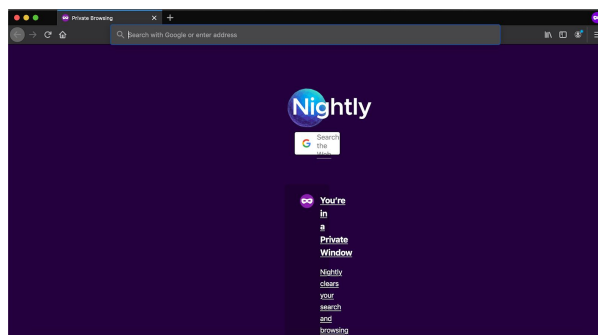 Private Browsing
Search with Google or enter address
Nightly
Search
the
Web
You're
in
a
Private
Window
Nightly
clears
your
search
and
browsing